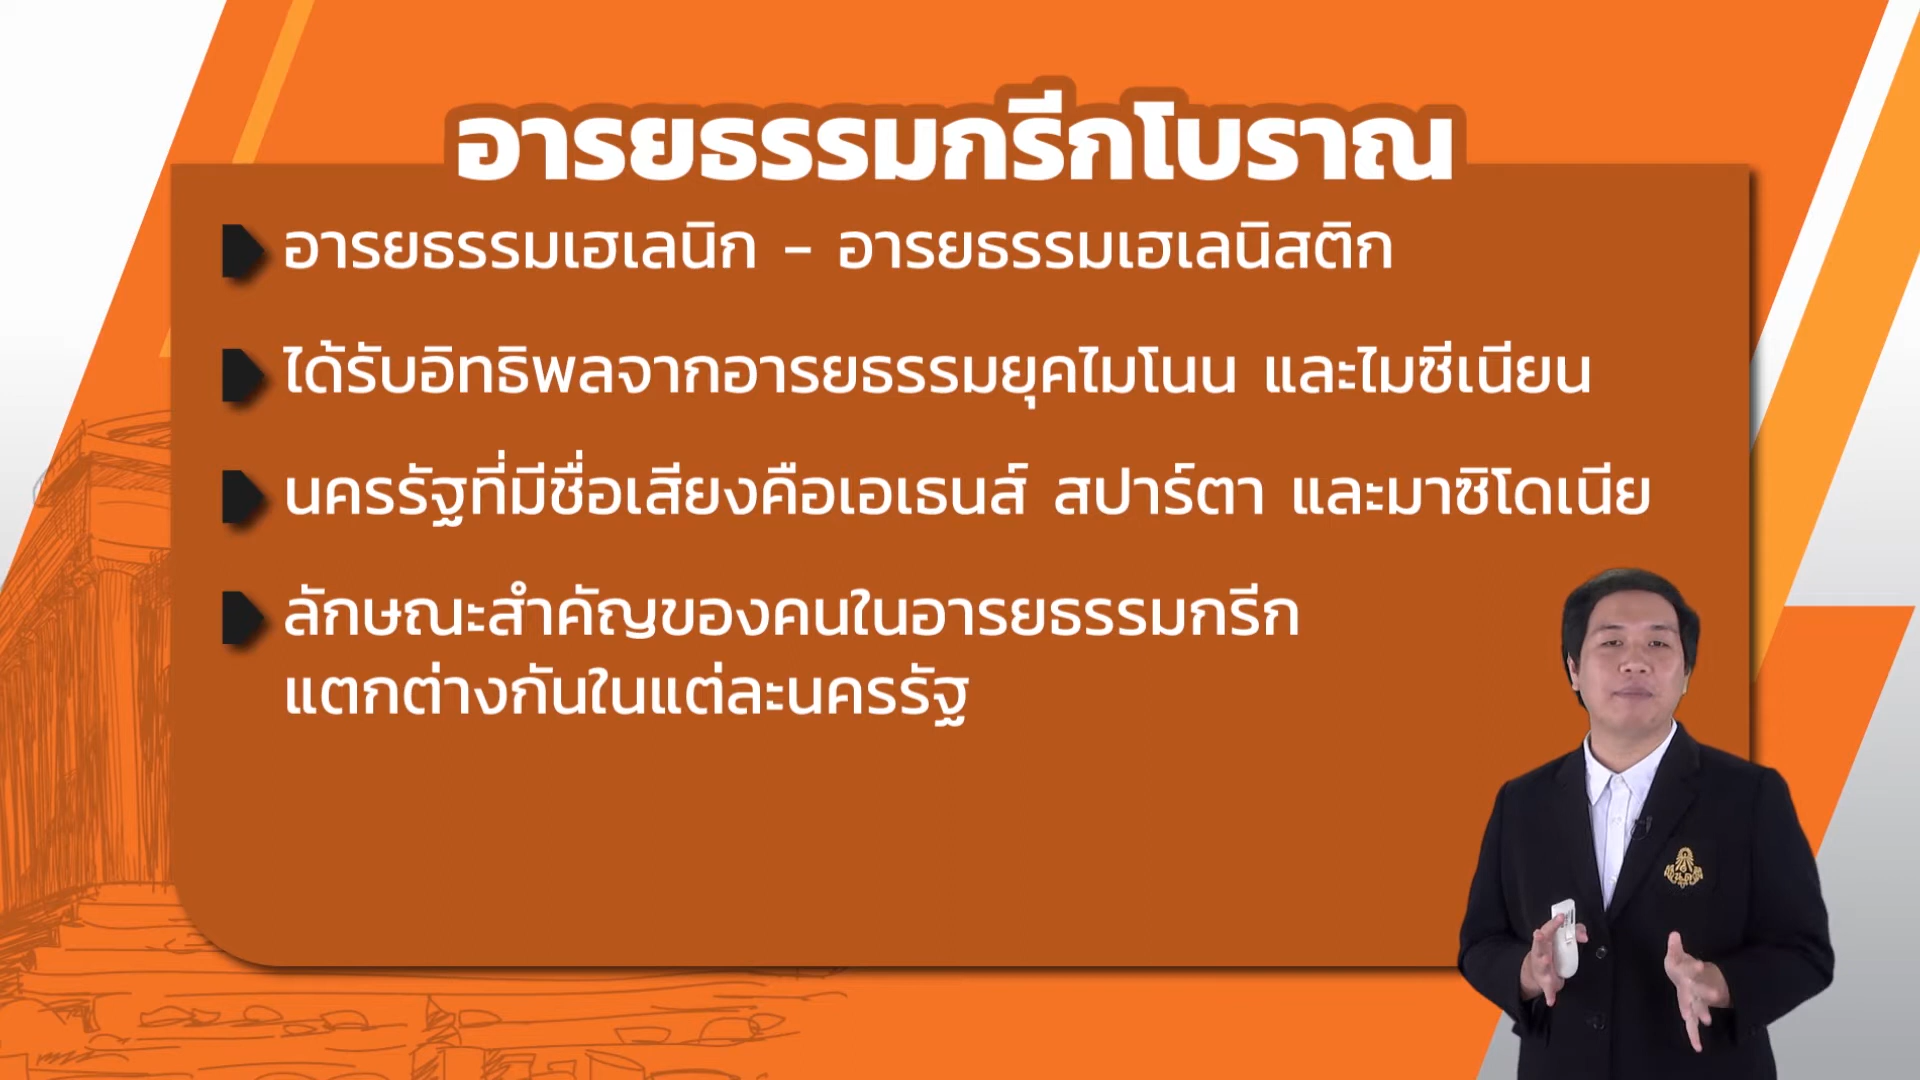 อารยธรรมกรีกโบราณ
อารยธรรมเฮเลนิก - อารยธรรมเฮเลนิสติก
ได้รับอิทธิพลจากอารยธรรมยุคไมโนน และไมซีเนียน
นครรัฐที่มีชื่อเสียงคือเอเธนส์ สปาร์ตา และมาซิโดเนีย
ลักษณะสำคัญของคนในอารยธรรมกรีก
แตกต่างกันในแต่ละนครรัฐ